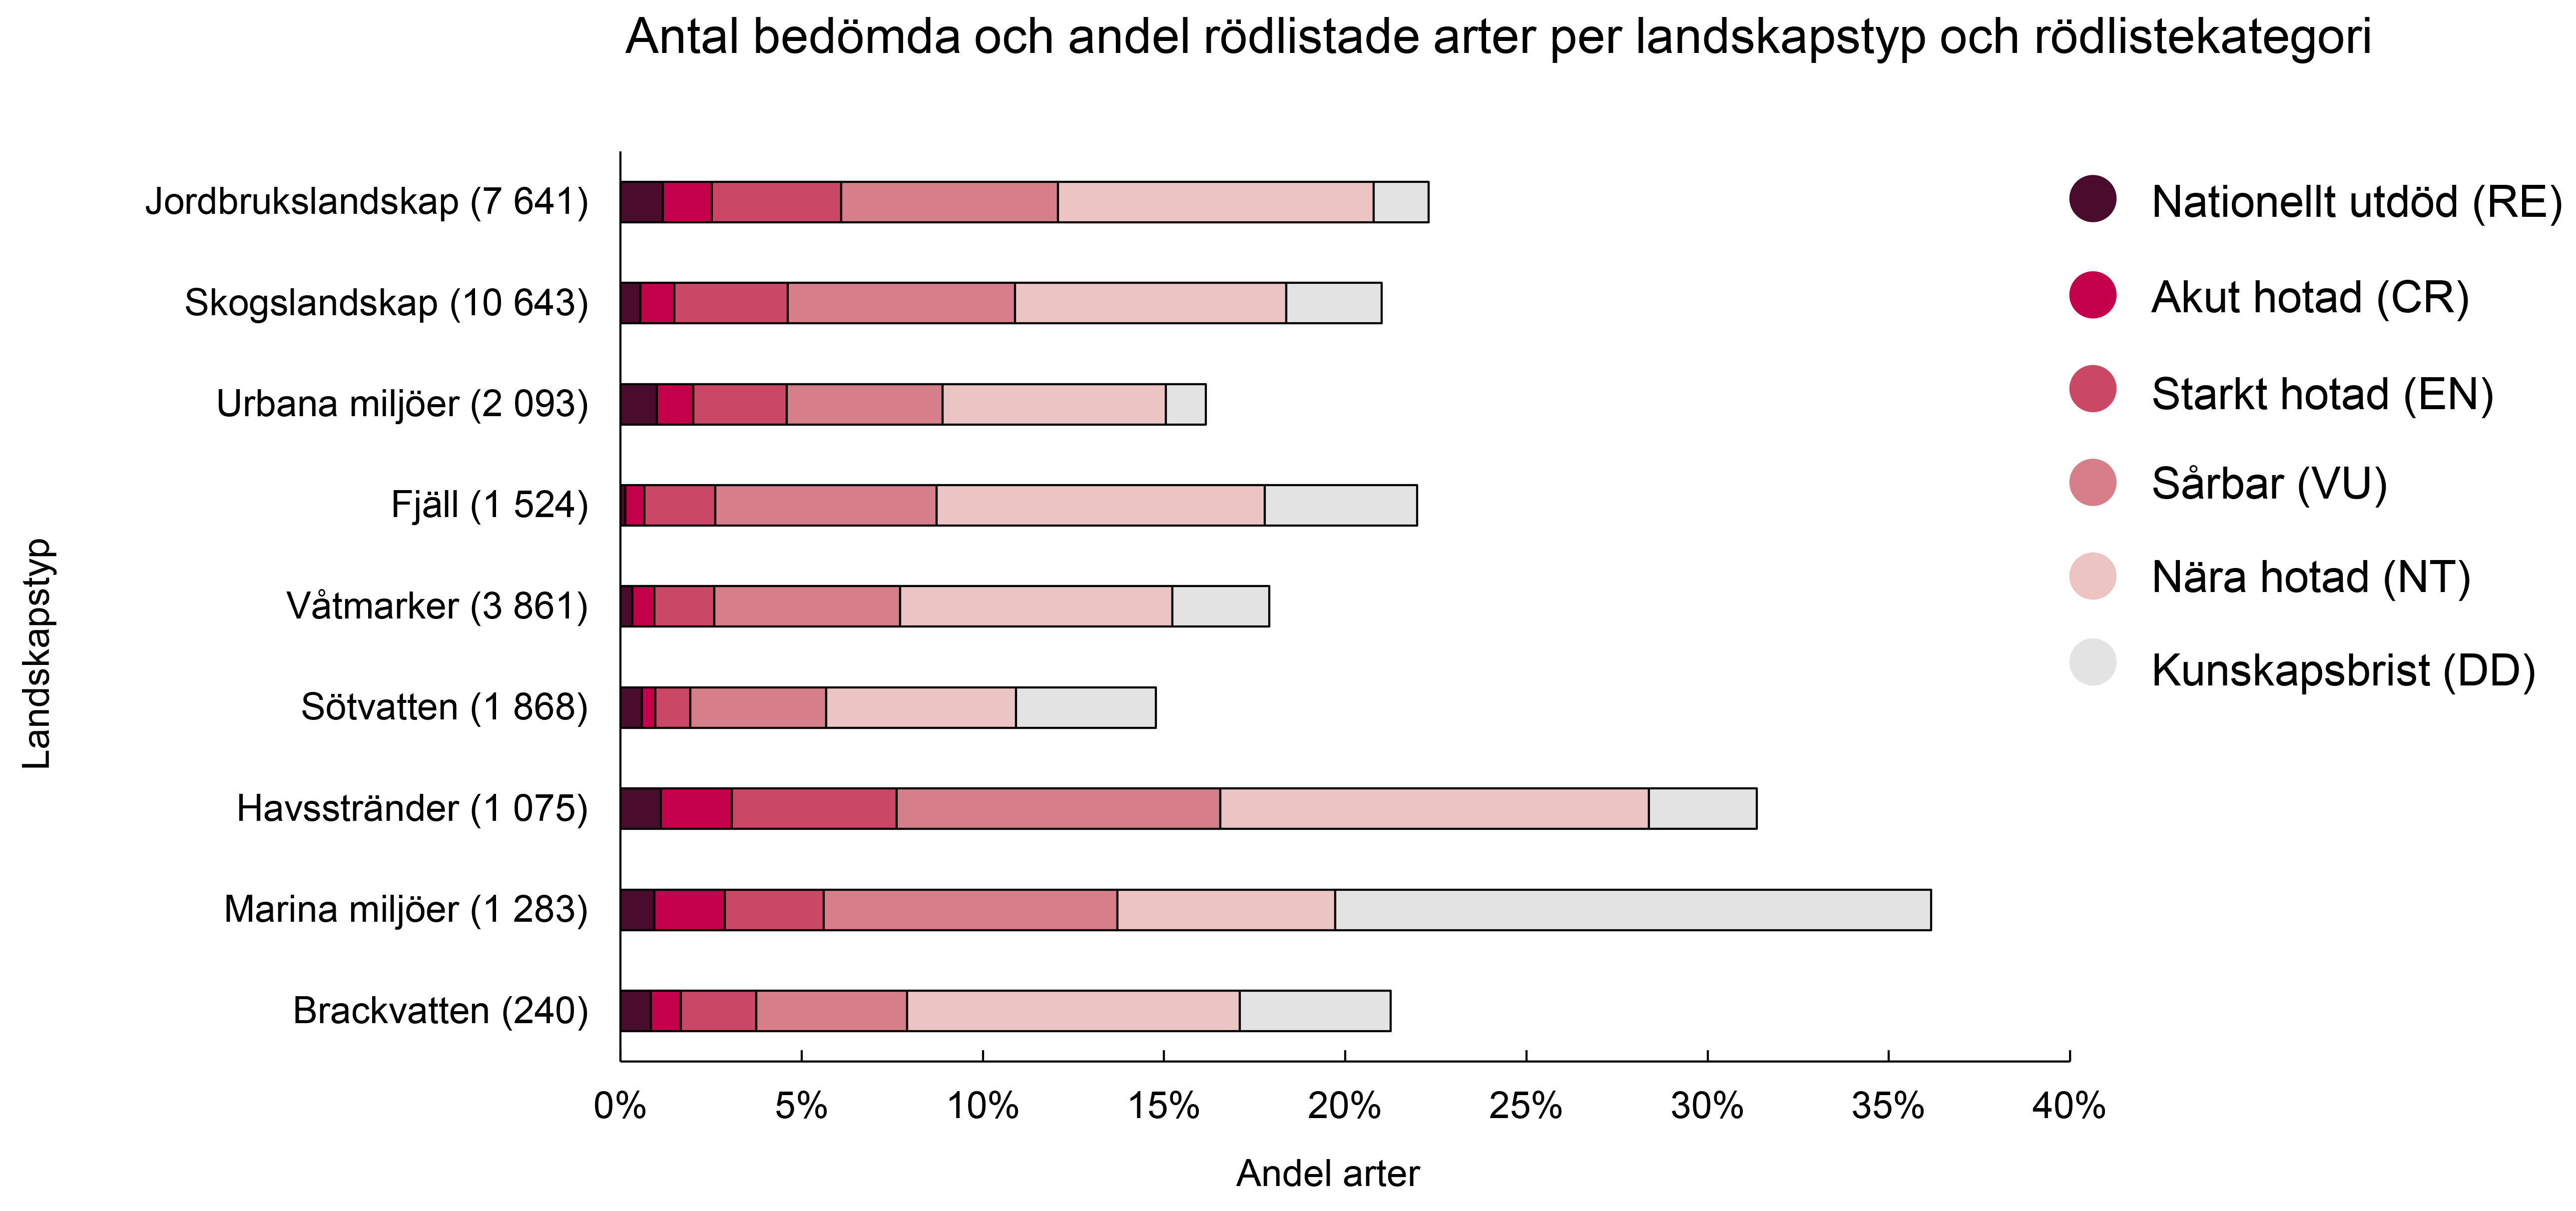 Antal bedömda och andel rödlistade arter per landskapstyp och rödlistekategori
Landskapstyp
Jordbrukslandskap (7 641)
Skogslandskap (10 643)
Urbana miljöer (2 093)
Fjäll (1 524)
Våtmarker (3 861)
Sötvatten (1 868)
Havsstränder (1 075)
Marina miljöer (1 283)
Brackvatten (240)
0% 5% 10% 15% 20% 25% 30% 35% 40%
Andel arter
Nationellt utdöd (RE)
Akut hotad (CR)
Starkt hotad (EN)
Sårbar (VU)
Nära hotad (NT)
Kunskapsbrist (DD)